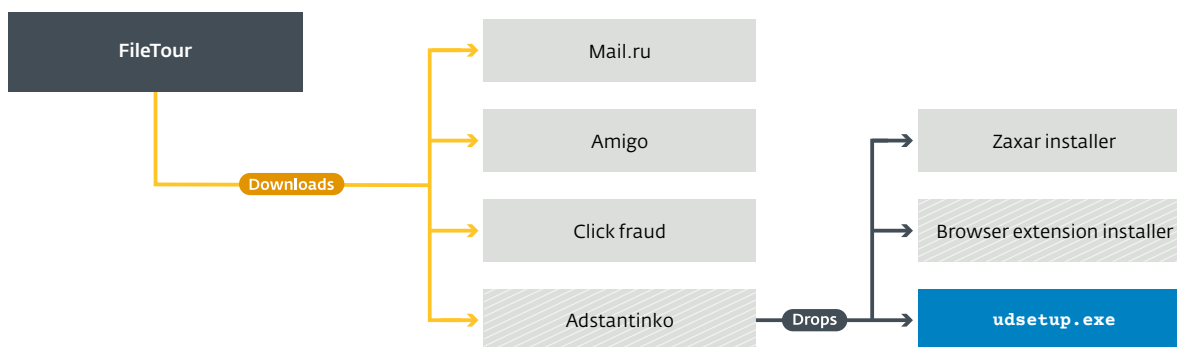 FileTour
Downloads
Mail.ru
Amigo
Click fraud
Adstantinko
Drops
Zaxar installer
Browser extension installer
udsetup.exe